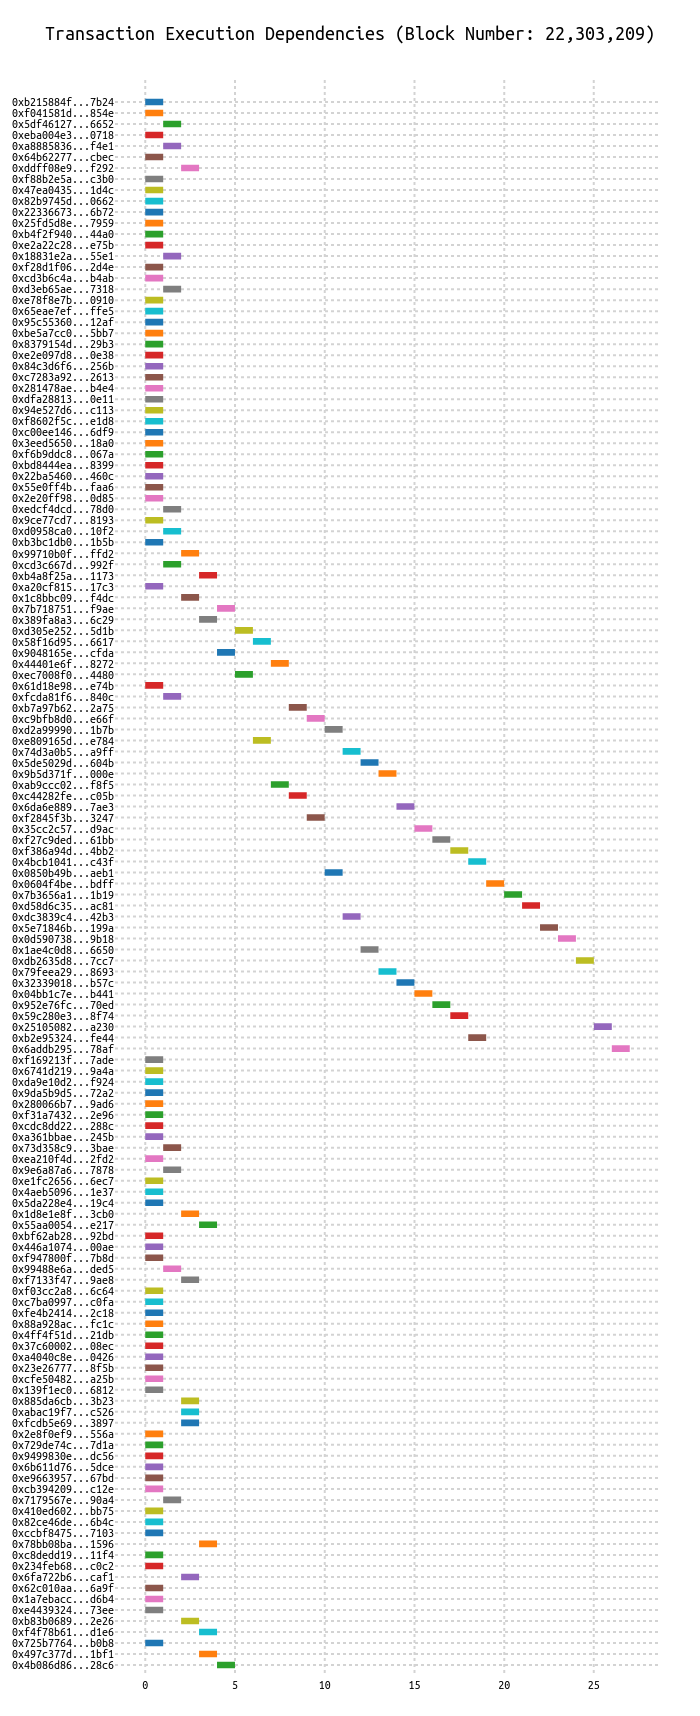 Transaction Execution Dependencies (Block Number: 22,303,209)
0xb215884f...7b24
0xf041581d...854e
0x5df46127...6652
0xeba004e3...0718
0xa8885836...f4e1
0x64b62277...cbec
0xddff08e9...f292
0xf88b2e5a...c3b0
0x47ea0435...1d4c
0x82b9745d...0662
0x22336673...6b72
0x25fd5d8e...7959
0xb4f2f940...44a0
0xe2a22c28...e75b
0x18831e2a...55e1
0xf28d1f06...2d4e
0xcd3b6c4a...b4ab
0xd3eb65ae...7318
0xe78f8e7b...0910
0x65eae7ef...ffe5
0x95c55360...12af
0xbe5a7cc0...5bb7
0x8379154d...29b3
0xe2e097d8...0e38
0x84c3d6f6...256b
0xc7283a92...2613
0x281478ae...b4e4
0xdfa28813...0e11
0x94e527d6...c113
0xf8602f5c...e1d8
0xc00ee146...6df9
0x3eed5650...18a0
0xf6b9ddc8...067a
0xbd8444ea...8399
0x22ba5460...460c
0x55e0ff4b...faa6
0x2e20ff98...0d85
0xedcf4dcd...78d0
0x9ce77cd7...8193
0xd0958ca0...10f2
0xb3bc1db0...1b5b
0x99710b0f...ffd2
0xcd3c667d...992f
0xb4a8f25a...1173
0xa20cf815...17c3
0x1c8bbc09...f4dc
0x7b718751...f9ae
0x389fa8a3...6c29
0xd305e252...5d1b
0x58f16d95...6617
0x9048165e...cfda
0x44401e6f...8272
0xec7008f0...4480
0x61d18e98...e74b
0xfcda81f6...840c
0xb7a97b62...2a75
0xc9bfb8d0...e66f
0xd2a99990...1b7b
0xe809165d...e784
0x74d3a0b5...a9ff
0x5de5029d...604b
0x9b5d371f...000e
0xab9ccc02...f8f5
0xc44282fe...c05b
0x6da6e889...7ae3
0xf2845f3b...3247
0x35cc2c57...d9ac
0xf27c9ded...61bb
0xf386a94d...4bb2
0x4bcb1041...c43f
0x0850b49b...aeb1
0x0604f4be...bdff
0x7b3656a1...1b19
0xd58d6c35...ac81
0xdc3839c4...42b3
0x5e71846b...199a
0x0d590738...9b18
0x1ae4c0d8...6650
0xdb2635d8...7cc7
0x79feea29...8693
0x32339018...b57c
0x04bb1c7e...b441
0x952e76fc...70ed
0x59c280e3...8f74
0x25105082...a230
0xb2e95324...fe44
0x6addb295...78af
0xf169213f...7ade
0x6741d219...9a4a
0xda9e10d2...f924
0x9da5b9d5...72a2
0x280066b7...9ad6
0xf31a7432...2e96
0xcdc8dd22...288c
0xa361bbae...245b
0x73d358c9...3bae
0xea210f4d...2fd2
0x9e6a87a6...7878
0xe1fc2656...6ec7
0x4aeb5096...1e37
0x5da228e4...19c4
0x1d8e1e8f...3cb0
0x55aa0054...e217
0xbf62ab28...92bd
0x446a1074...00ae
0xf947800f...7b8d
0x99488e6a...ded5
0xf7133f47...9ae8
0xf03cc2a8...6c64
0xc7ba0997...c0fa
0xfe4b2414...2c18
0x88a928ac...fc1c
0x4ff4f51d...21db
0x37c60002...08ec
0xa4040c8e...0426
0x23e26777...8f5b
0xcfe50482...a25b
0x139f1ec0...6812
0x885da6cb...3b23
0xabac19f7...c526
0xfcdb5e69...3897
0x2e8f0ef9...556a
0x729de74c...7d1a
0x9499830e...dc56
0x6b611d76...5dce
0xe9663957...67bd
0xcb394209...c12e
0x7179567e...90a4
0x410ed602...bb75
0x82ce46de...6b4c
0xccbf8475...7103
0x78bb08ba...1596
0xc8dedd19...11f4
0x234feb68...c0c2
0x6fa722b6...caf1
0x62c010aa...6a9f
0x1a7ebacc...d6b4
0xe4439324...73ee
0xb83b0689...2e26
0xf4f78b61...d1e6
0x725b7764...b0b8
0x497c377d...1bf1
0x4b086d86...28c6
0 5 10 15 20 25